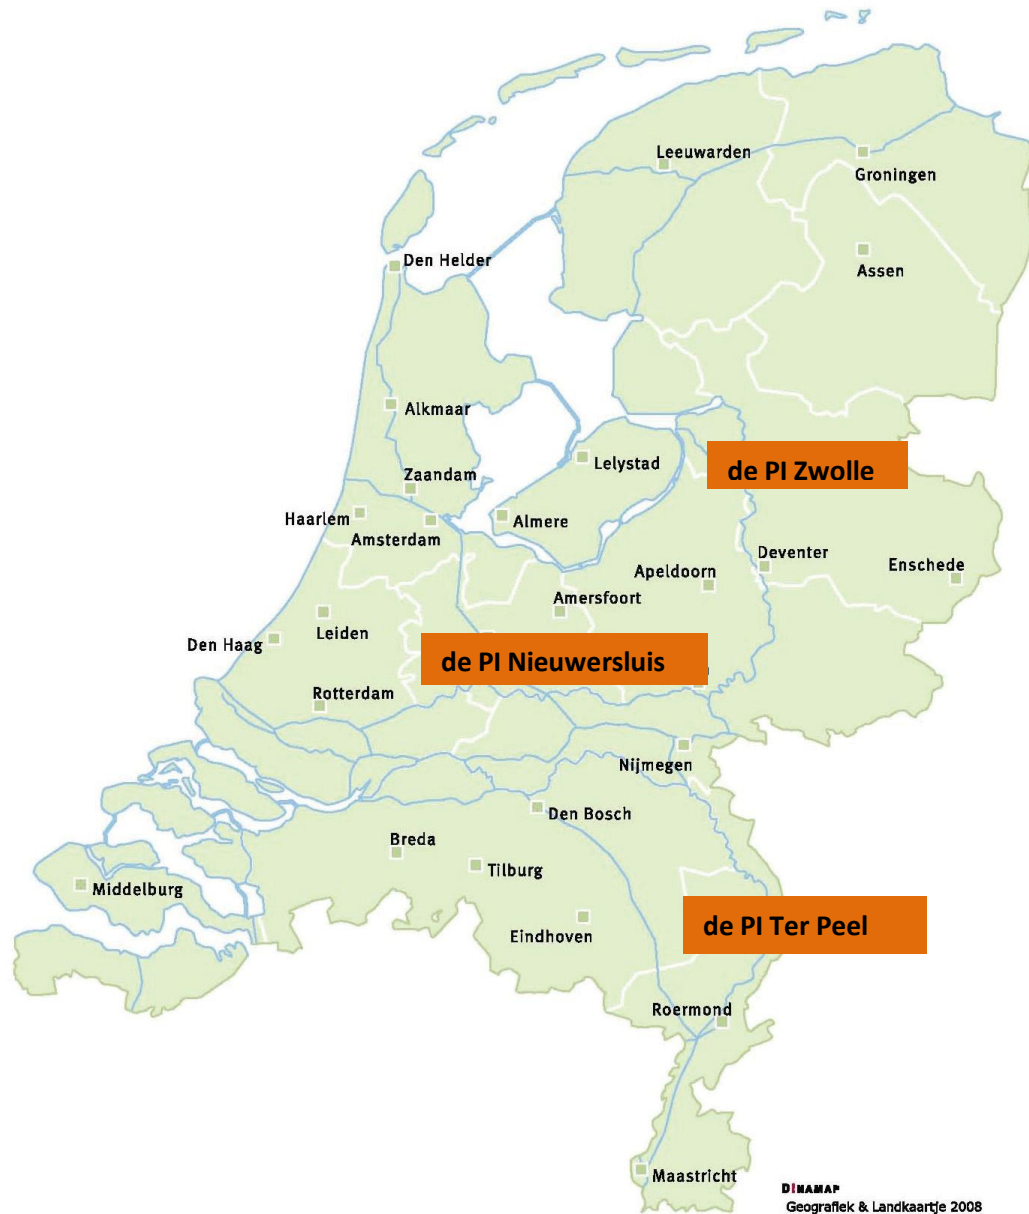 Leeuwarden
Groningen
Assen
Den Helder
Alkmaar
Zaandam
Haarlem
Amsterdam
Lelystad
Almere
de PI Zwolle
Deventer
Enschede
Apeldoorn
Amersfoort
Leiden
Den Haag
de PI Nieuwersluis
Rotterdam
Nijmegen
Den Bosch
Breda
Tilburg
Middelburg
Eindhoven
de PI Ter Peel
Roermond
Maastricht
DINAMAP
Geografiek & Landkaartje 2008